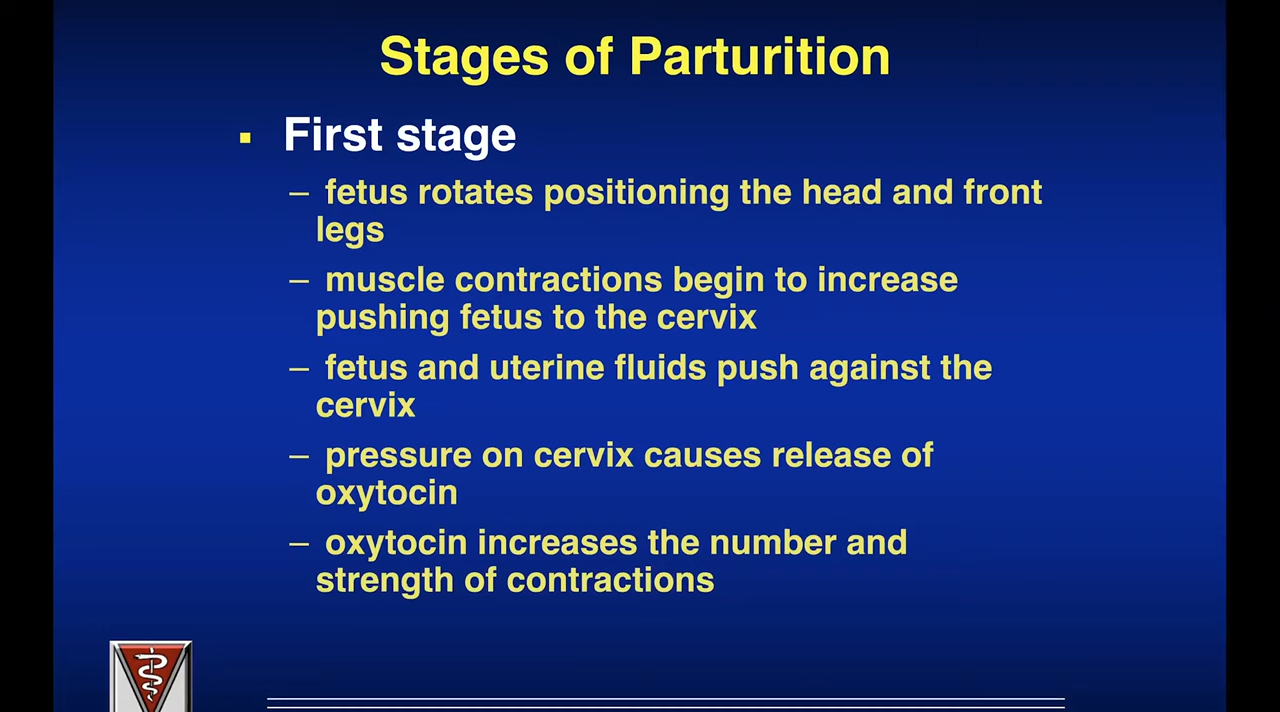 Stages of Parturition
▪ First stage
– fetus rotates positioning the head and front
legs
– muscle contractions begin to increase
pushing fetus to the cervix
– fetus and uterine fluids push against the
cervix
– pressure on cervix causes release of
oxytocin
– oxytocin increases the number and
strength of contractions